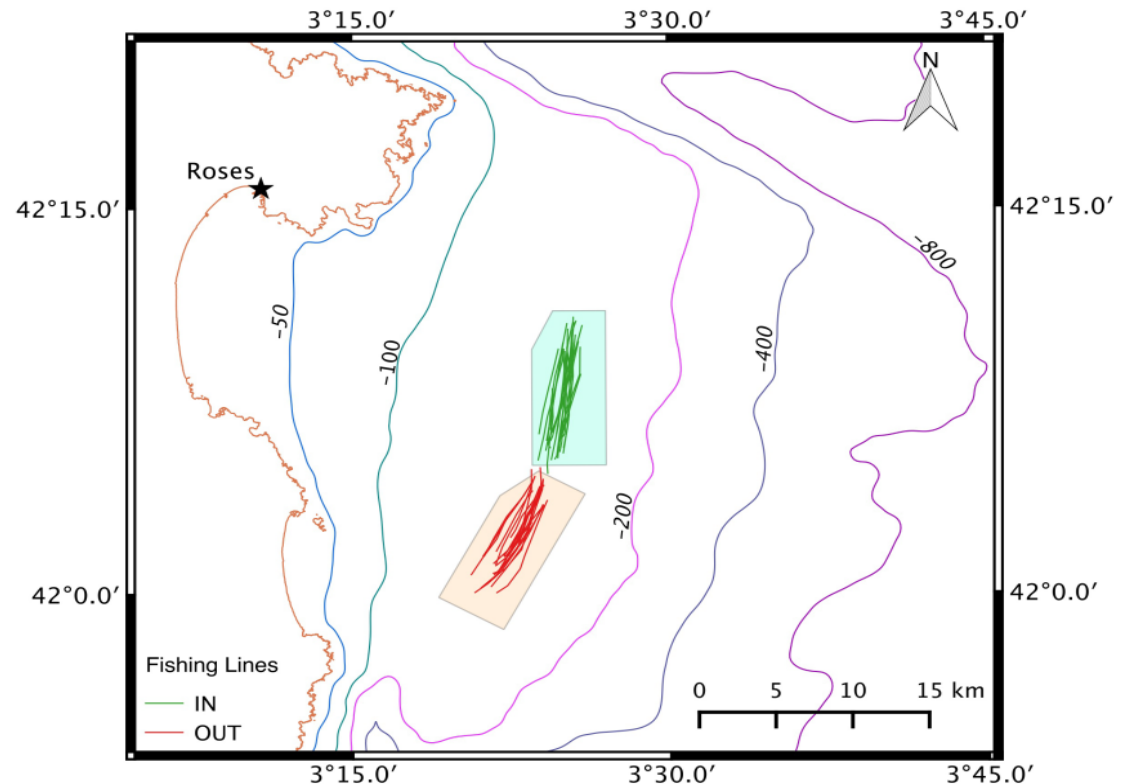 3°15.0′ 3°30.0′ 3°45.0′
N
Roses
42°15.0′ 42°15.0′
-800
-50
-100
-400
-200
42°0.0′ 42°0.0′
Fishing Lines
IN
OUT
0 5 10 15 km
3°15.0′ 3°30.0′ 3°45.0′